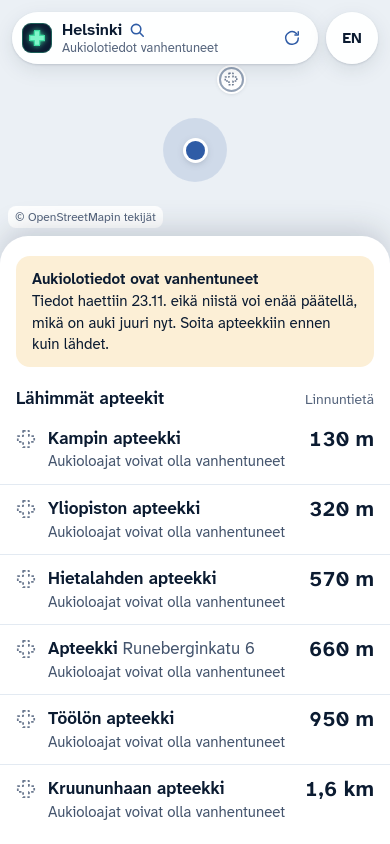 Helsinki
Aukiolotiedot vanhentuneet
EN
© OpenStreetMapin tekijät
Aukiolotiedot ovat vanhentuneet
Tiedot haettiin 23.11. eikä niistä voi enää päätellä,
mikä on auki juuri nyt. Soita apteekkiin ennen
kuin lähdet.
Lähimmät apteekit
Linnuntietä
Kampin apteekki
130 m
Aukioloajat voivat olla vanhentuneet
Yliopiston apteekki
320 m
Aukioloajat voivat olla vanhentuneet
Hietalahden apteekki
570 m
Aukioloajat voivat olla vanhentuneet
Apteekki Runeberginkatu 6
660 m
Aukioloajat voivat olla vanhentuneet
Töölön apteekki
950 m
Aukioloajat voivat olla vanhentuneet
Kruununhaan apteekki
1,6 km
Aukioloajat voivat olla vanhentuneet